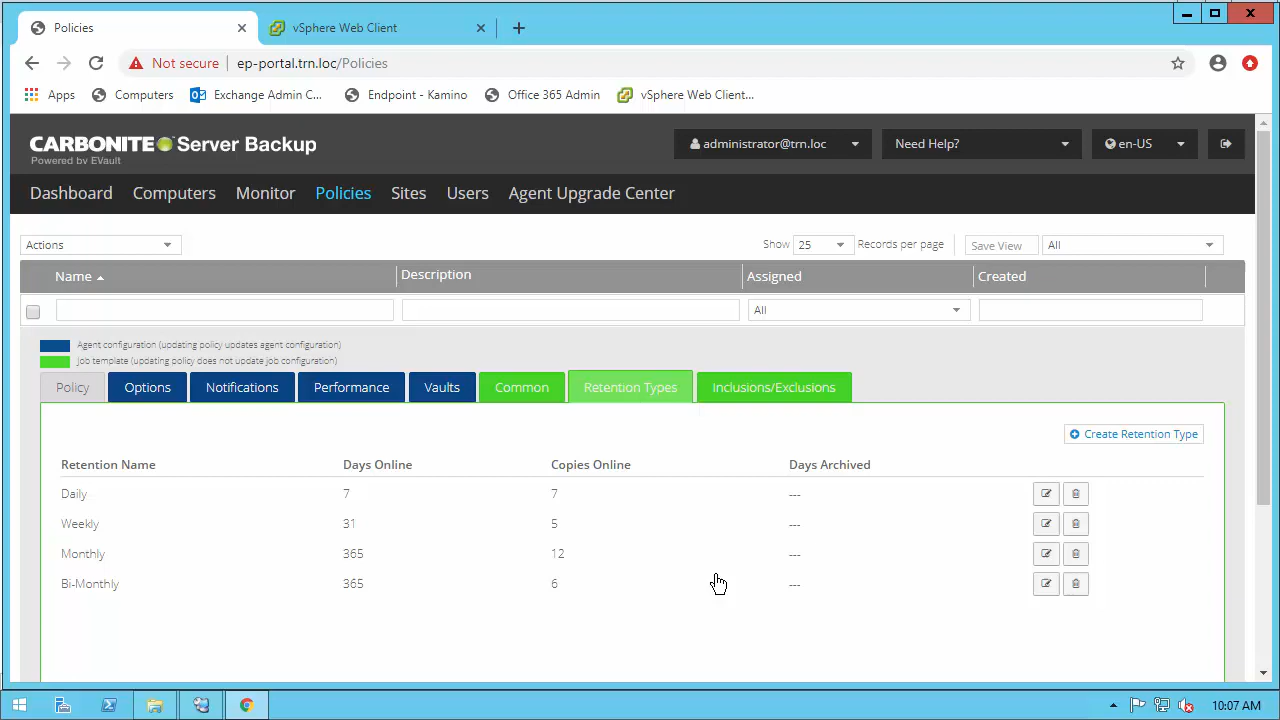 Policies
vSphere Web Client
Not secure
ep-portal.trn.loc/Policies
Apps
Computers
Exchange Admin C...
Endpoint - Kamino
Office 365 Admin
vSphere Web Client...
CARBONITE Server Backup
Powered by EVault
administrator@trn.loc
Need Help?
en-US
Dashboard
Computers
Monitor
Policies
Sites
Users
Agent Upgrade Center
Actions
Show 25 Records per page
Save View
All
Name
Description
Assigned
Created
All
Agent configuration (updating policy updates agent configuration)
Job template (updating policy does not update job configuration)
Policy
Options
Notifications
Performance
Vaults
Common
Retention Types
Inclusions/Exclusions
Create Retention Type
Retention Name Days Online Copies Online Days Archived
Daily 7 7 ---
Weekly 31 5 ---
Monthly 365 12 ---
Bi-Monthly 365 6 ---
10:07 AM